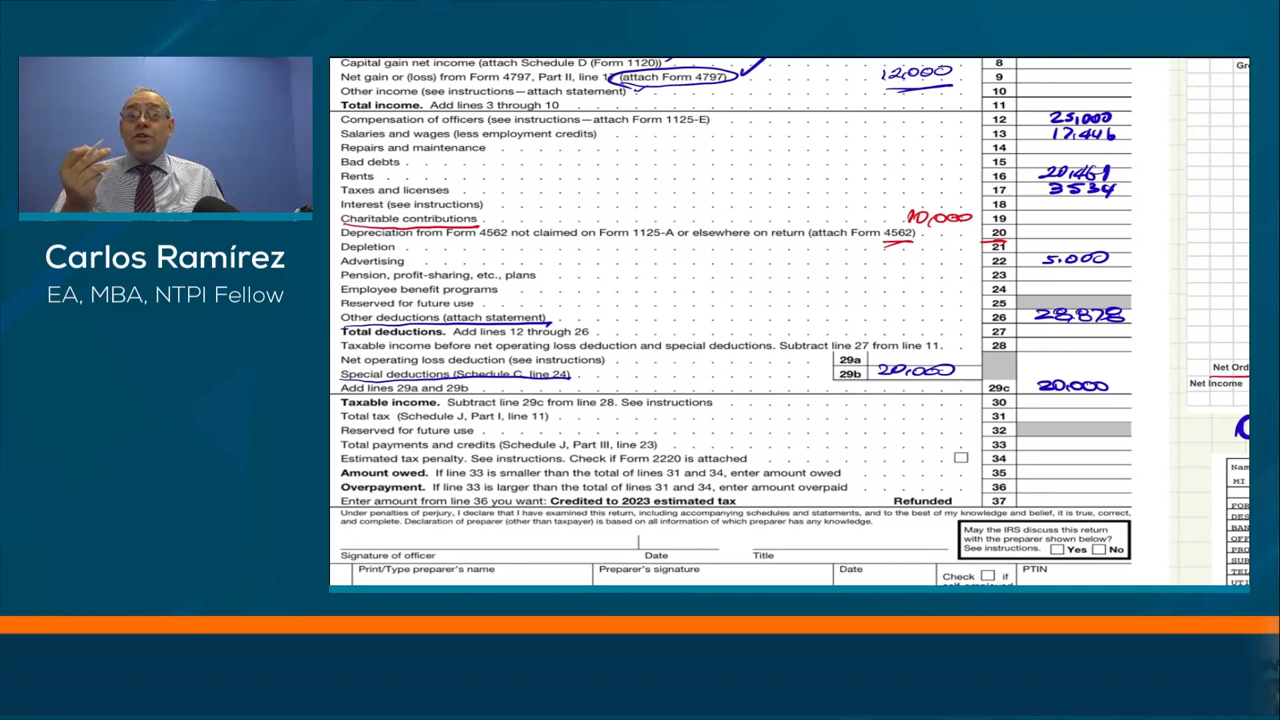 Capital gain net income (attach Schedule D (Form 1120)) 8
Net gain or (loss) from Form 4797, Part II, line 17 (attach Form 4797) 12,000 9
Other income (see instructions—attach statement) 10
Total income. Add lines 3 through 10 11
Compensation of officers (see instructions—attach Form 1125-E) 12 25,000
Salaries and wages (less employment credits) 13 17,446
Repairs and maintenance 14
Bad debts 15
Rents 16 20,461
Taxes and licenses 17 3534
Interest (see instructions) 18
Charitable contributions 10,000 19
Depreciation from Form 4562 not claimed on Form 1125-A or elsewhere on return (attach Form 4562) 20
Depletion 21
Advertising 22 5,000
Pension, profit-sharing, etc., plans 23
Employee benefit programs 24
Reserved for future use 25
Other deductions (attach statement) 26 28,878
Total deductions. Add lines 12 through 26 27
Taxable income before net operating loss deduction and special deductions. Subtract line 27 from line 11. 28
Net operating loss deduction (see instructions) 29a
Special deductions (Schedule C, line 24) 29b 20,000
Add lines 29a and 29b 29c 20,000
Taxable income. Subtract line 29c from line 28. See instructions 30
Total tax (Schedule J, Part I, line 11) 31
Reserved for future use 32
Total payments and credits (Schedule J, Part III, line 23) 33
Estimated tax penalty. See instructions. Check if Form 2220 is attached 34
Amount owed. If line 33 is smaller than the total of lines 31 and 34, enter amount owed 35
Overpayment. If line 33 is larger than the total of lines 31 and 34, enter amount overpaid 36
Enter amount from line 36 you want: Credited to 2023 estimated tax Refunded 37
Under penalties of perjury, I declare that I have examined this return, including accompanying schedules and statements, and to the best of my knowledge and belief, it is true, correct,
and complete. Declaration of preparer (other than taxpayer) is based on all information of which preparer has any knowledge.
May the IRS discuss this return
with the preparer shown below?
See instructions. Yes No
Signature of officer Date Title
Print/Type preparer's name Preparer's signature Date Check if PTIN
Net Ord
Net Income
Carlos Ramírez
EA, MBA, NTPI Fellow